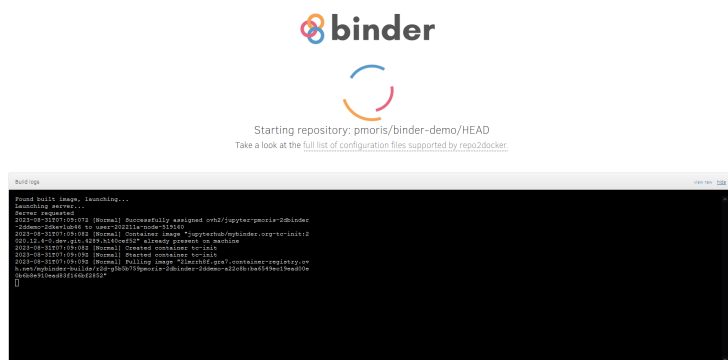 binder
Starting repository: pmoris/binder-demo/HEAD
Take a look at the full list of configuration files supported by repo2docker.
Build logs
view raw hide
Found built image, launching...
Launching server...
Server requested
2023-08-31T07:09:07Z [Normal] Successfully assigned ovh2/jupyter-pmoris-2dbinder
-2ddemo-2dkev1ub46 to user-202211a-node-519160
2023-08-31T07:09:08Z [Normal] Container image "jupyterhub/mybinder.org-tc-init:2
020.12.4-0.dev.git.4289.h140cef52" already present on machine
2023-08-31T07:09:08Z [Normal] Created container tc-init
2023-08-31T07:09:09Z [Normal] Started container tc-init
2023-08-31T07:09:09Z [Normal] Pulling image "2lmrrh8f.gra7.container-registry.ov
h.net/mybinder-builds/r2d-g5b5b759pmoris-2dbinder-2ddemo-a22c8b:ba6549ec19ead00e
0b6b8e910ead83f166bf2852"